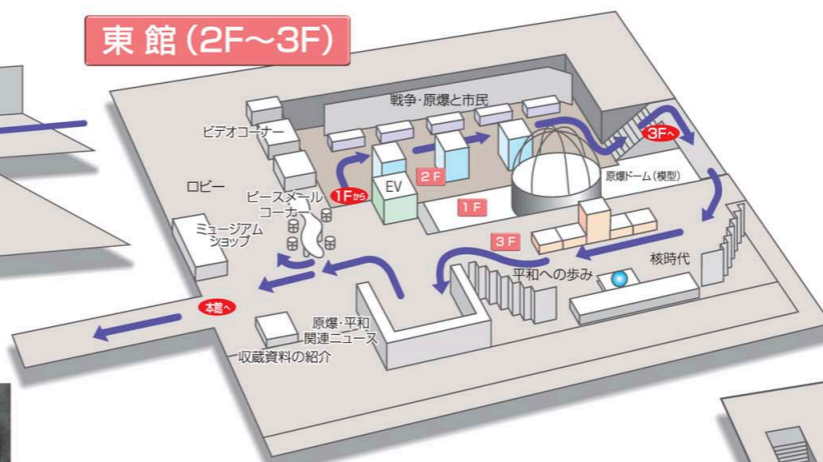 東館(2F〜3F)
戦争・原爆と市民
ビデオコーナー
3Fへ
ロビー
EV
2F
原爆ドーム(模型)
1Fから
ピースメール
コーナー
1F
ミュージアム
ショップ
3F
平和への歩み
核時代
本館へ
原爆・平和
関連ニュース
収蔵資料の紹介